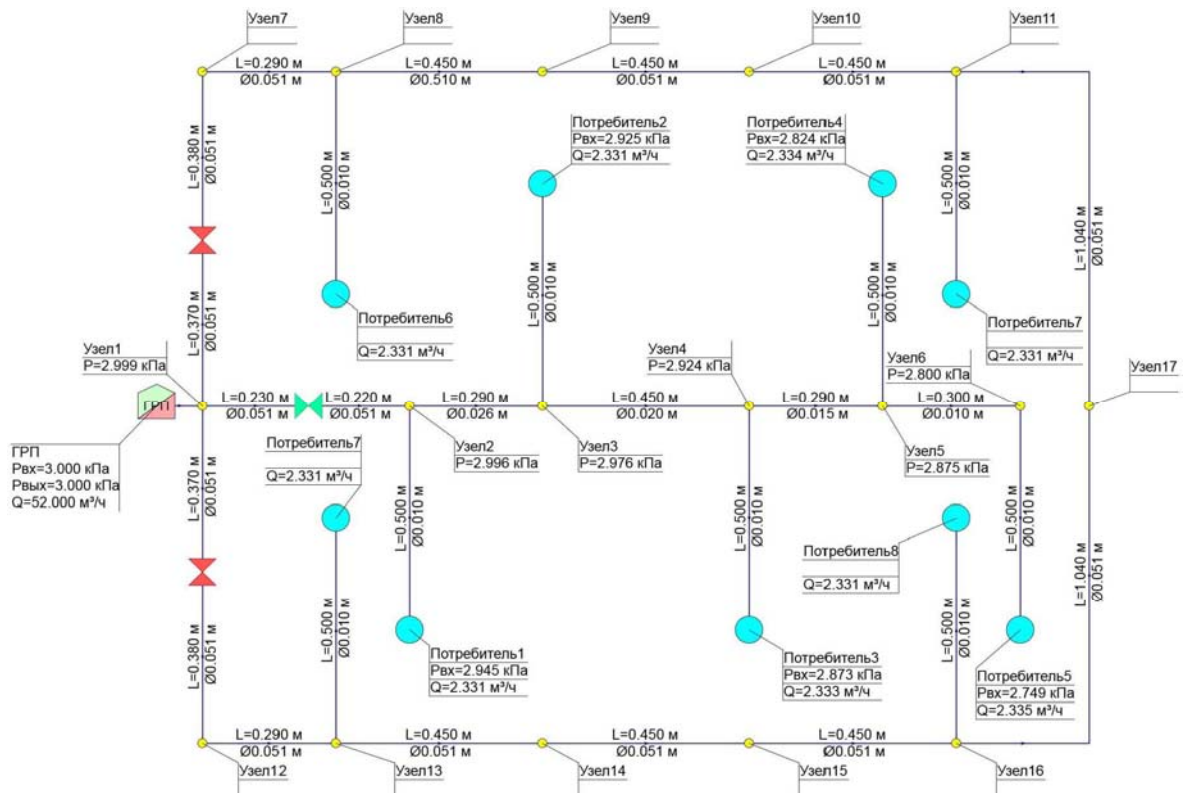 Узел7
Узел8
Узел9
Узел10
Узел11
L=0.290 м
Ø0.051 м
L=0.450 м
Ø0.510 м
L=0.450 м
Ø0.051 м
L=0.450 м
Ø0.051 м
L=0.380 м
Ø0.051 м
L=0.500 м
Ø0.010 м
Потребитель2
Pвх=2.925 кПа
Q=2.331 м³/ч
Потребитель4
Pвх=2.824 кПа
Q=2.334 м³/ч
L=0.500 м
Ø0.010 м
L=1.040 м
Ø0.051 м
L=0.370 м
Ø0.051 м
Потребитель6
Q=2.331 м³/ч
L=0.500 м
Ø0.010 м
L=0.500 м
Ø0.010 м
Потребитель7
Q=2.331 м³/ч
Узел1
P=2.999 кПа
Узел4
P=2.924 кПа
Узел6
P=2.800 кПа
Узел17
ГРП
L=0.230 м
Ø0.051 м
L=0.220 м
Ø0.051 м
L=0.290 м
Ø0.026 м
L=0.450 м
Ø0.020 м
L=0.290 м
Ø0.015 м
L=0.300 м
Ø0.010 м
ГРП
Pвх=3.000 кПа
Pвых=3.000 кПа
Q=52.000 м³/ч
Потребитель7
Q=2.331 м³/ч
Узел2
P=2.996 кПа
Узел3
P=2.976 кПа
Узел5
P=2.875 кПа
L=0.370 м
Ø0.051 м
L=0.500 м
Ø0.010 м
L=0.500 м
Ø0.010 м
L=0.500 м
Ø0.010 м
Потребитель8
Q=2.331 м³/ч
L=1.040 м
Ø0.051 м
L=0.380 м
Ø0.051 м
L=0.500 м
Ø0.010 м
Потребитель1
Pвх=2.945 кПа
Q=2.331 м³/ч
Потребитель3
Pвх=2.873 кПа
Q=2.333 м³/ч
L=0.500 м
Ø0.010 м
Потребитель5
Pвх=2.749 кПа
Q=2.335 м³/ч
L=0.290 м
Ø0.051 м
L=0.450 м
Ø0.051 м
L=0.450 м
Ø0.051 м
L=0.450 м
Ø0.051 м
Узел12
Узел13
Узел14
Узел15
Узел16